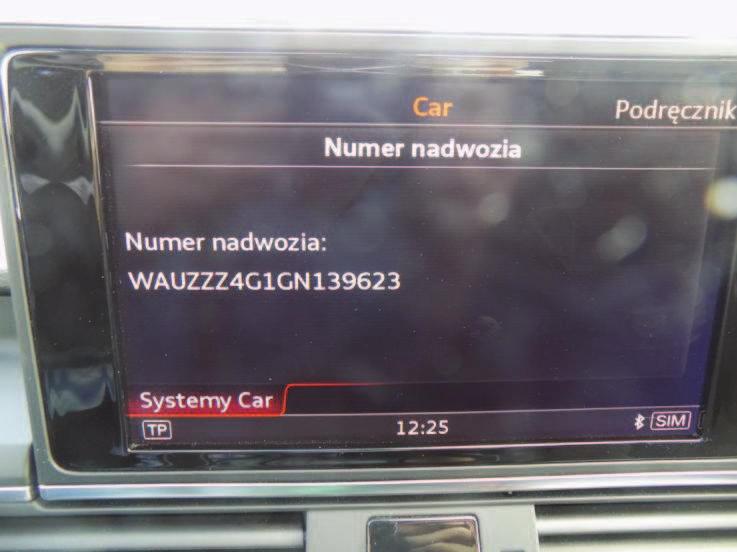 Car
Podręcznik
Numer nadwozia
Numer nadwozia:
WAUZZZ4G1GN139623
Systemy Car
TP
12:25
SIM